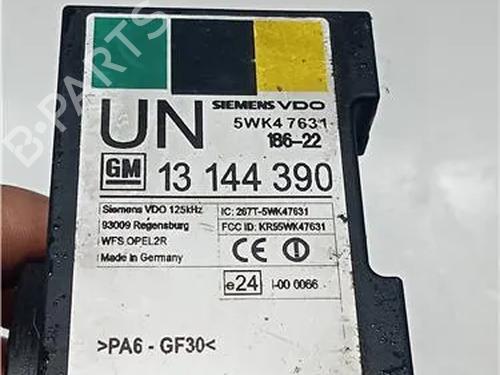 B-PARTS
SIEMENS VDO
UN
5WK4 7631
186-22
GM
13 144 390
Siemens VDO 125kHz
93009 Regensburg
WFS OPEL2R
Made in Germany
IC: 267T-5WK47631
FCC ID: KR55WK47631
CE
e24
I-00 0066
>PA6 - GF30<